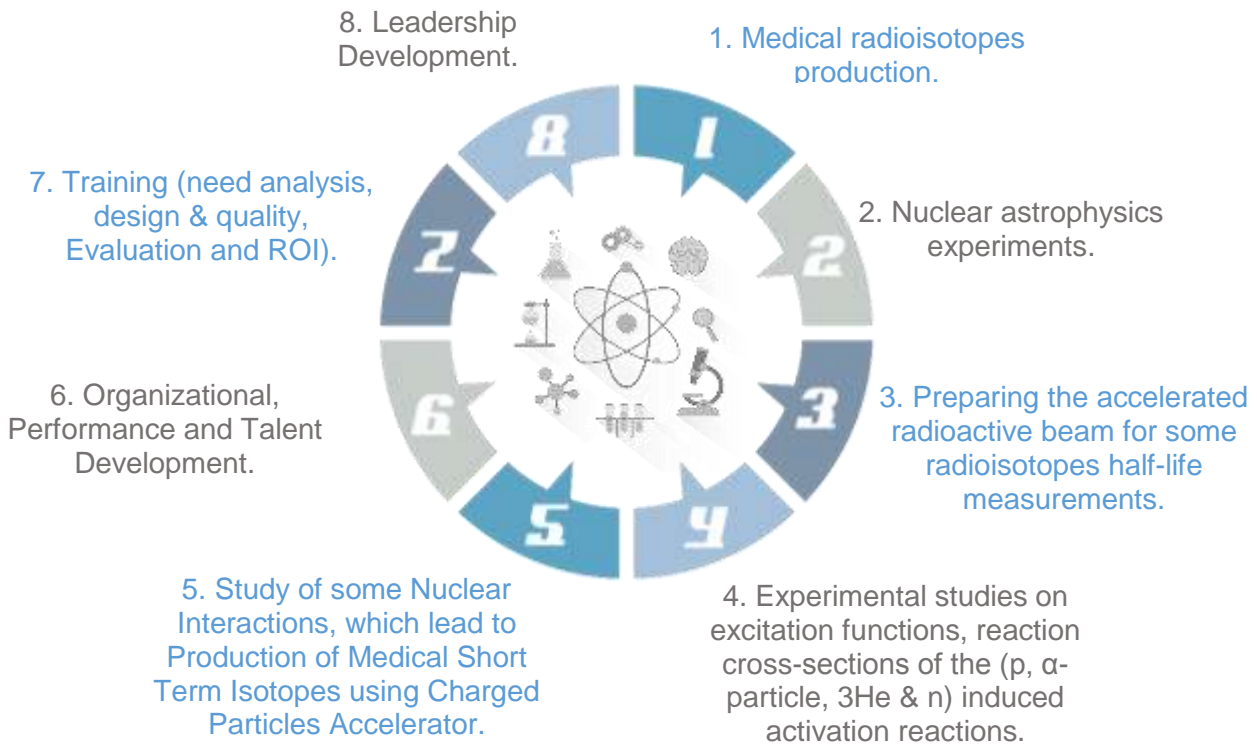 8. Leadership
Development.
1. Medical radioisotopes
production.
7. Training (need analysis,
design & quality,
Evaluation and ROI).
2. Nuclear astrophysics
experiments.
6. Organizational,
Performance and Talent
Development.
3. Preparing the accelerated
radioactive beam for some
radioisotopes half-life
measurements.
5. Study of some Nuclear
Interactions, which lead to
Production of Medical Short
Term Isotopes using Charged
Particles Accelerator.
4. Experimental studies on
excitation functions, reaction
cross-sections of the (p, α-
particle, 3He & n) induced
activation reactions.
8
1
7
2
6
3
5
4